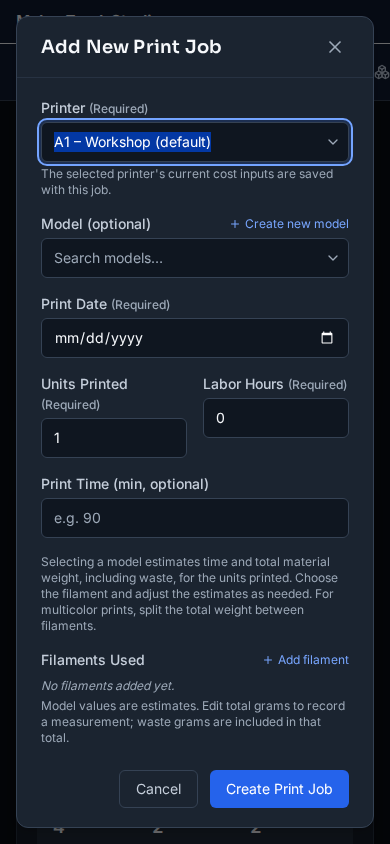 Add New Print Job
Printer (Required)
A1 – Workshop (default)
The selected printer's current cost inputs are saved
with this job.
Model (optional)
+ Create new model
Search models...
Print Date (Required)
mm/dd/yyyy
Units Printed
(Required)
Labor Hours (Required)
1
0
Print Time (min, optional)
e.g. 90
Selecting a model estimates time and total material
weight, including waste, for the units printed. Choose
the filament and adjust the estimates as needed. For
multicolor prints, split the total weight between
filaments.
Filaments Used
+ Add filament
No filaments added yet.
Model values are estimates. Edit total grams to record
a measurement; waste grams are included in that
total.
Cancel
Create Print Job